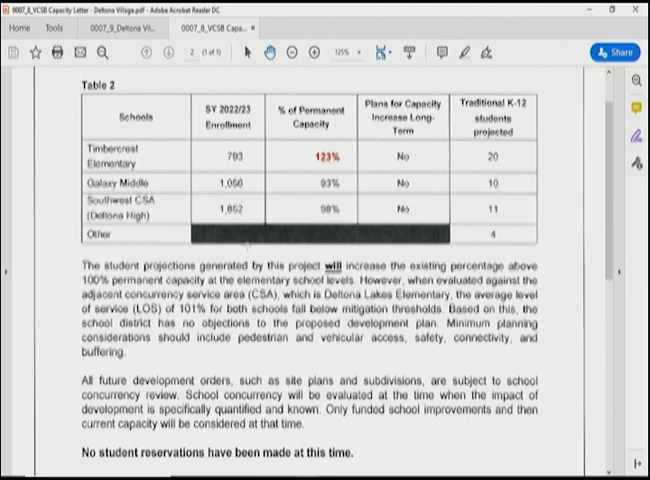 0007_8_VCSB Capacity Letter - Deltona Village.pdf - Adobe Acrobat Reader DC
Home Tools 0007_9_Deltona Vi... 0007_8_VCSB Capa... ×
2 (1 of 1) 125% Share
Table 2
Schools
SY 2022/23
Enrollment
% of Permanent
Capacity
Plans for Capacity
Increase Long-
Term
Traditional K-12
students
projected
Timbercrest
Elementary
793 123% No 20
Galaxy Middle 1,066 93% No 10
Southwest CSA
(Deltona High)
1,862 98% No 11
Other 4
The student projections generated by this project will increase the existing percentage above
100% permanent capacity at the elementary school levels. However, when evaluated against the
adjacent concurrency service area (CSA), which is Deltona Lakes Elementary, the average level
of service (LOS) of 101% for both schools fall below mitigation thresholds. Based on this, the
school district has no objections to the proposed development plan. Minimum planning
considerations should include pedestrian and vehicular access, safety, connectivity, and
buffering.
All future development orders, such as site plans and subdivisions, are subject to school
concurrency review. School concurrency will be evaluated at the time when the impact of
development is specifically quantified and known. Only funded school improvements and then
current capacity will be considered at that time.
No student reservations have been made at this time.